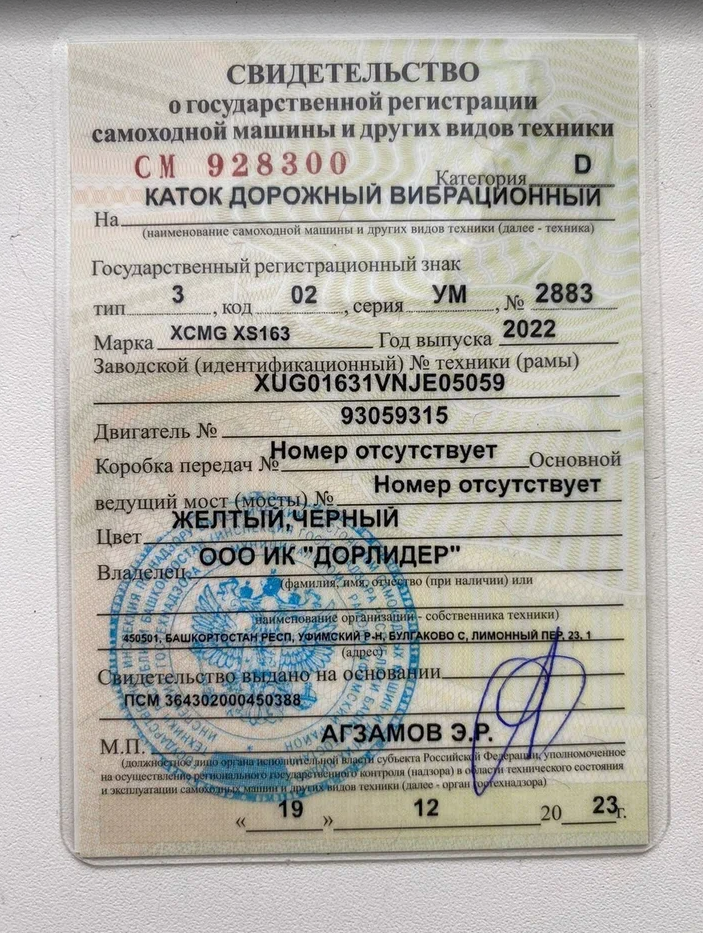 СВИДЕТЕЛЬСТВО
о государственной регистрации
самоходной машины и других видов техники
СМ 928300 Категория D
На КАТОК ДОРОЖНЫЙ ВИБРАЦИОННЫЙ
(наименование самоходной машины и других видов техники (далее - техника)
Государственный регистрационный знак
тип 3, код 02, серия УМ, № 2883
Марка XCMG XS163 Год выпуска 2022
Заводской (идентификационный) № техники (рамы)
XUG01631VNJE05059
Двигатель № 93059315
Коробка передач № Номер отсутствует Основной
ведущий мост (мосты) № Номер отсутствует
Цвет ЖЕЛТЫЙ,ЧЕРНЫЙ
Владелец ООО ИК "ДОРЛИДЕР"
(фамилия, имя, отчество (при наличии) или
наименование организации - собственника техники)
450501, БАШКОРТОСТАН РЕСП, УФИМСКИЙ Р-Н, БУЛГАКОВО С, ЛИМОННЫЙ ПЕР, 23, 1
(адрес)
Свидетельство выдано на основании
ПСМ 364302000450388
М.П. АГЗАМОВ Э.Р.
(должностное лицо органа исполнительной власти субъекта Российской Федерации, уполномоченное
на осуществление регионального государственного контроля (надзора) в области технического состояния
и эксплуатации самоходных машин и других видов техники (далее - орган гостехнадзора)
« 19 » 12 20 23 г.